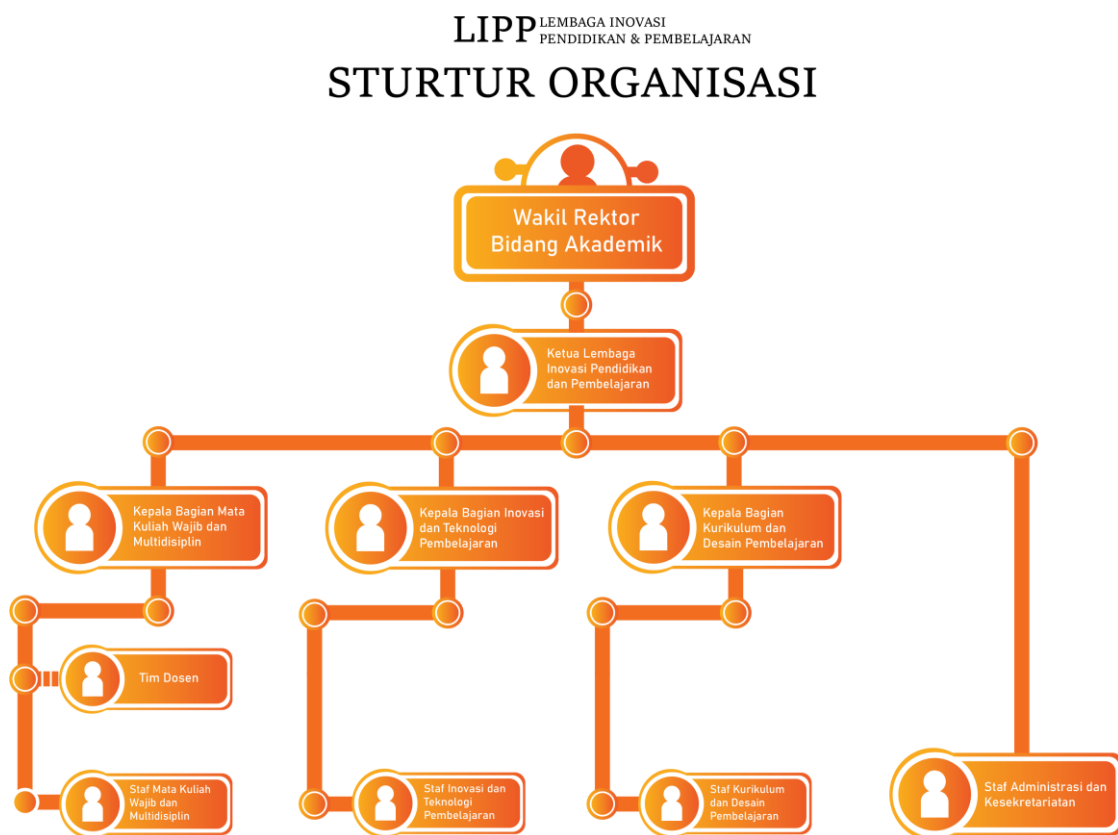 LIPP LEMBAGA INOVASI
PENDIDIKAN & PEMBELAJARAN
STURTUR ORGANISASI
Wakil Rektor
Bidang Akademik
Ketua Lembaga
Inovasi Pendidikan
dan Pembelajaran
Kepala Bagian Mata
Kuliah Wajib dan
Multidisiplin
Kepala Bagian Inovasi
dan Teknologi
Pembelajaran
Kepala Bagian
Kurikulum dan
Desain Pembelajaran
Tim Dosen
Staf Mata Kuliah
Wajib dan
Multidisiplin
Staf Inovasi dan
Teknologi
Pembelajaran
Staf Kurikulum
dan Desain
Pembelajaran
Staf Administrasi dan
Kesekretariatan